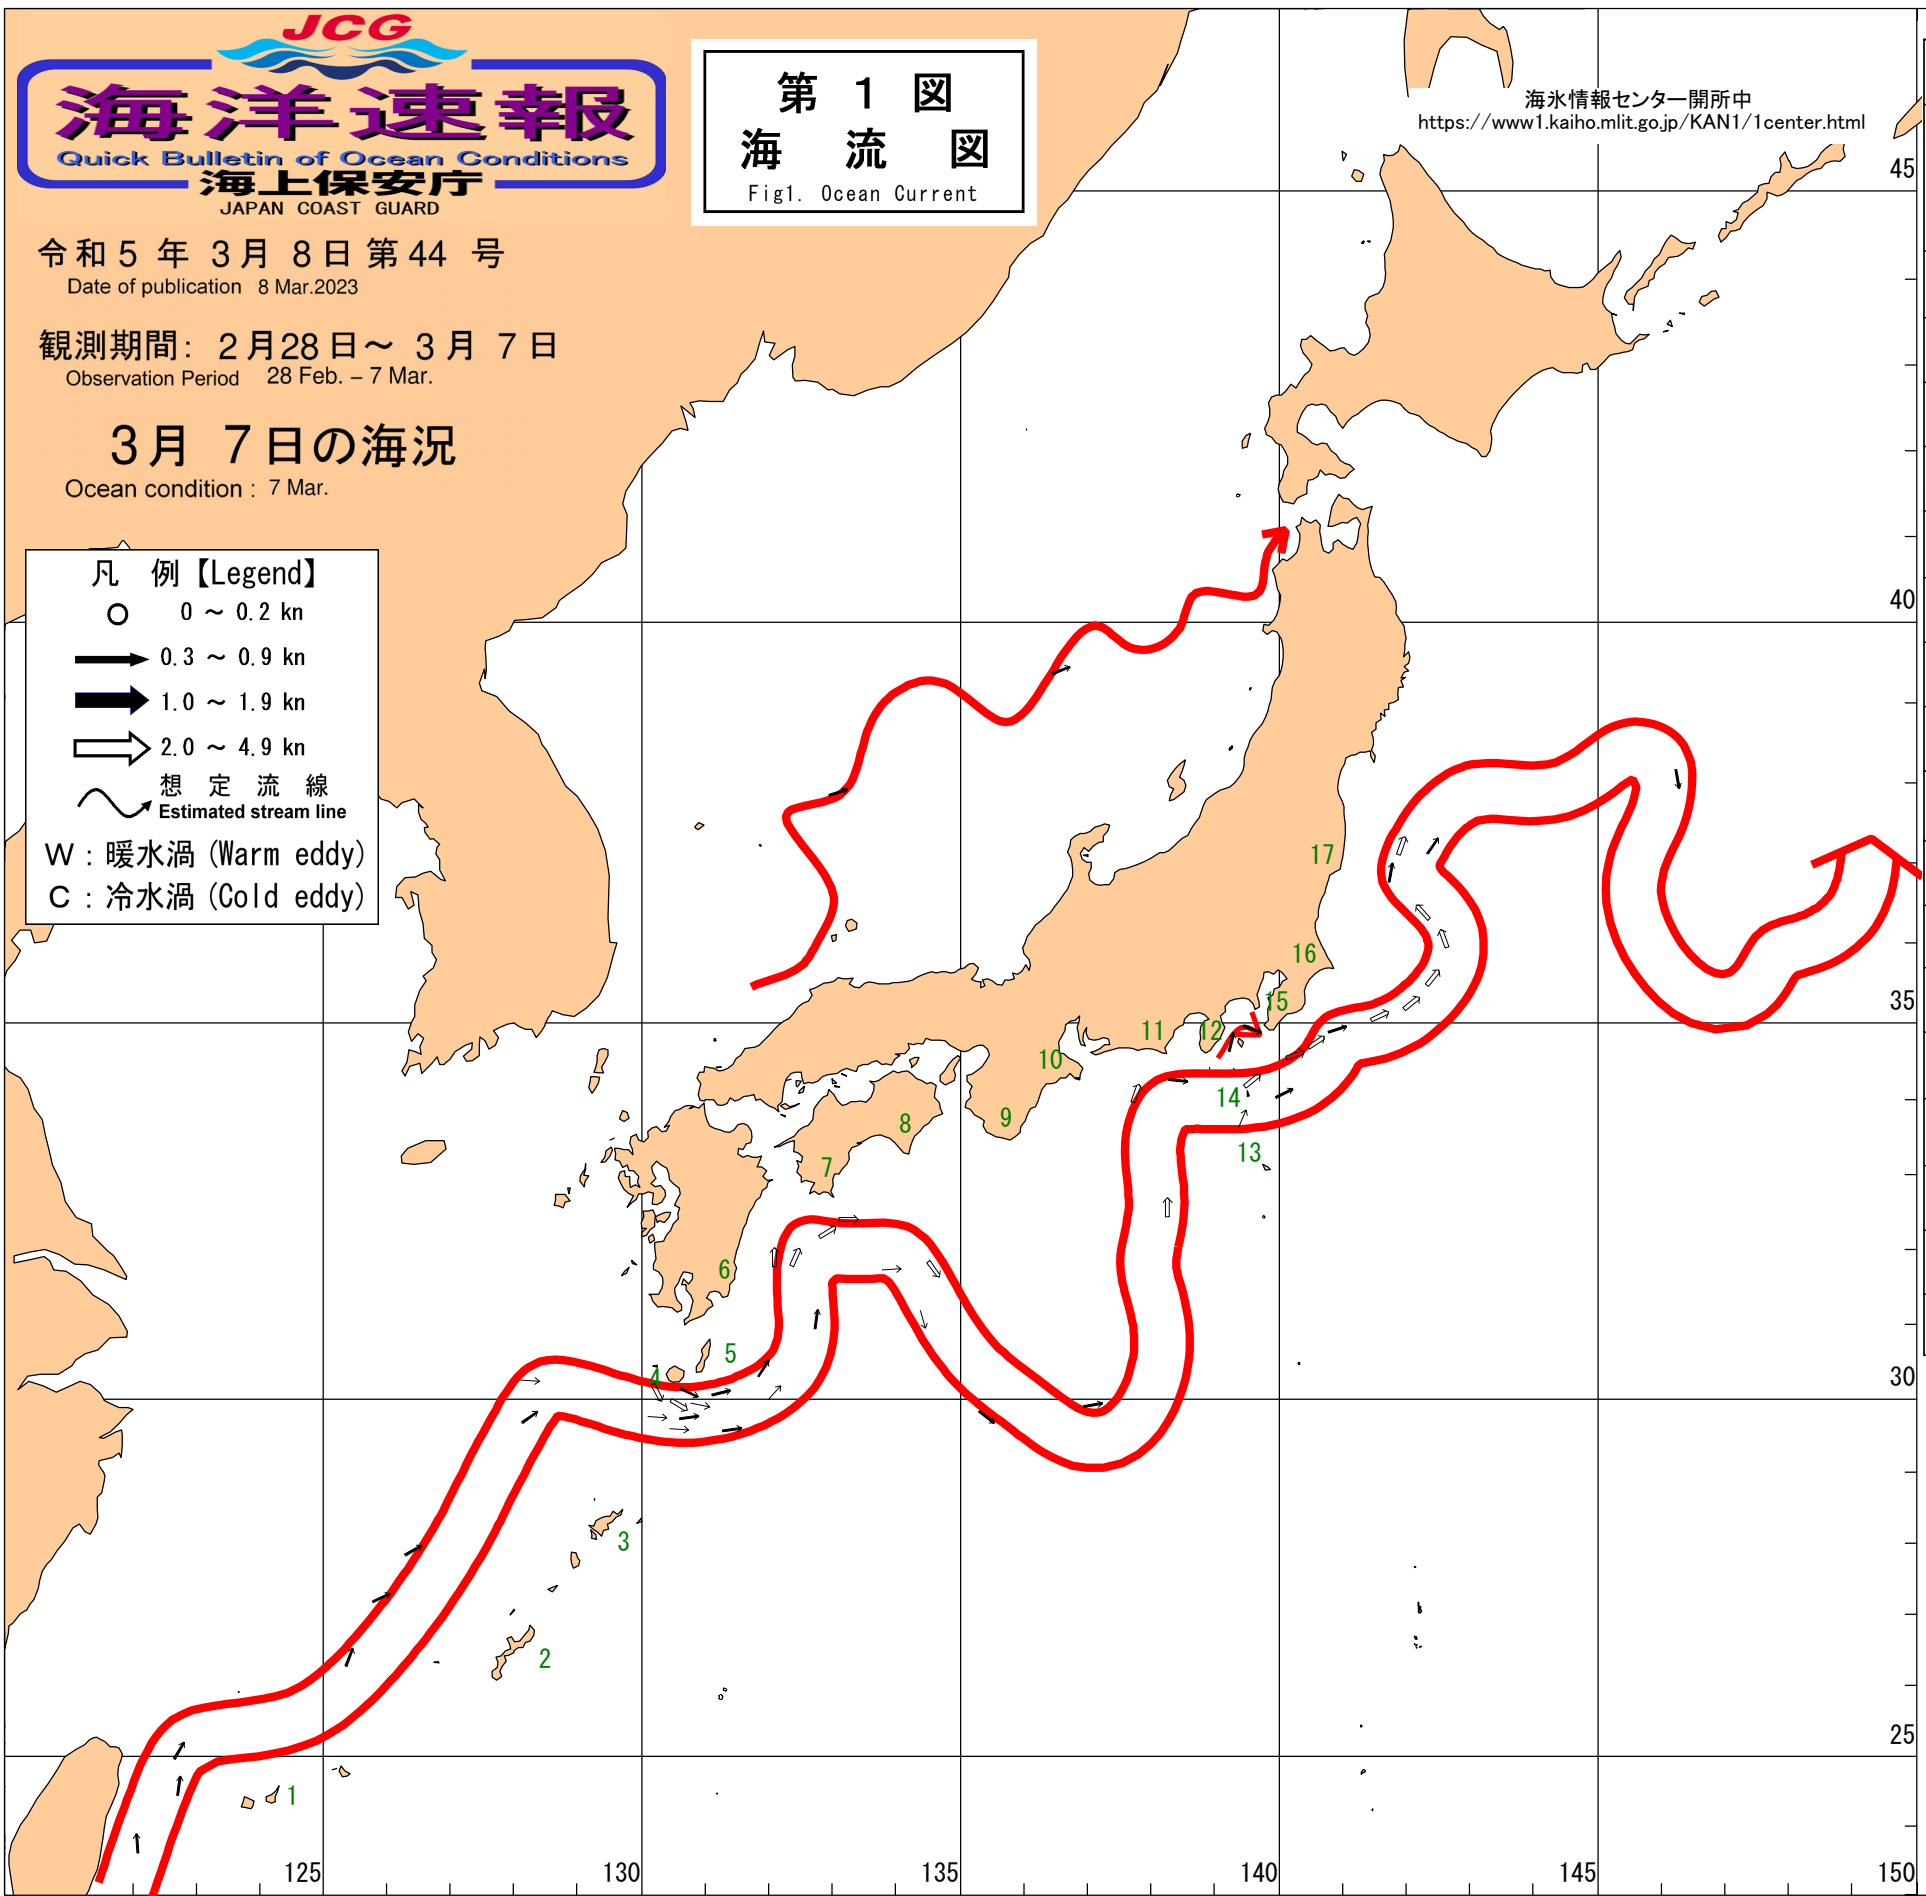 JCG
海洋速報
Quick Bulletin of Ocean Conditions
海上保安庁
JAPAN COAST GUARD
第 1 図
海 流 図
Fig1. Ocean Current
海氷情報センター開所中
https://www1.kaiho.mlit.go.jp/KAN1/1center.html
令和 5 年 3 月 8 日 第 44 号
Date of publication 8 Mar.2023
観測期間: 2 月 28 日～ 3 月 7 日
Observation Period 28 Feb. – 7 Mar.
3月 7日の海況
Ocean condition : 7 Mar.
凡 例【Legend】
0 ～ 0.2 kn
0.3 ～ 0.9 kn
1.0 ～ 1.9 kn
2.0 ～ 4.9 kn
想 定 流 線
Estimated stream line
W : 暖水渦 (Warm eddy)
C : 冷水渦 (Cold eddy)
45
40
35
30
25
17
16
15
12
11
10
14
13
9
8
7
6
5
4
3
2
1
125
130
135
140
145
150